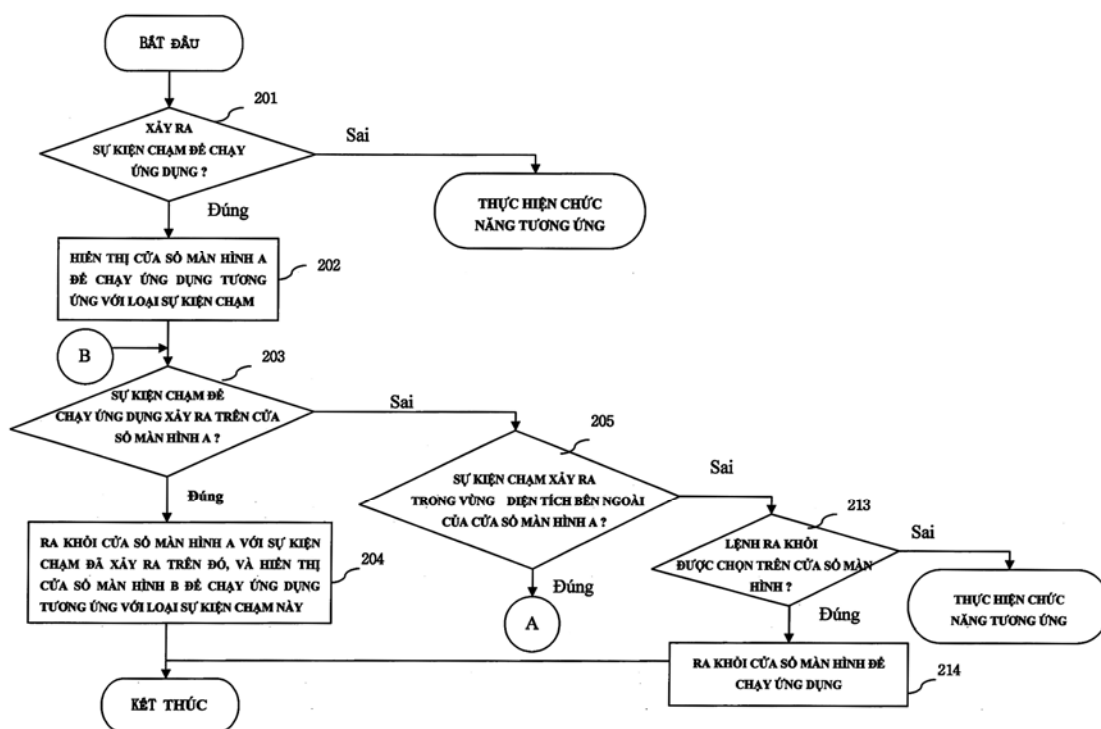 BẮT ĐẦU
201
XẢY RA
SỰ KIỆN CHẠM ĐỂ CHẠY
ỨNG DỤNG ?
Sai
THỰC HIỆN CHỨC
NĂNG TƯƠNG ỨNG
Đúng
HIỂN THỊ CỬA SỔ MÀN HÌNH A
ĐỂ CHẠY ỨNG DỤNG TƯƠNG
ỨNG VỚI LOẠI SỰ KIỆN CHẠM
202
B
203
SỰ KIỆN CHẠM ĐỂ
CHẠY ỨNG DỤNG XẢY RA TRÊN CỬA
SỔ MÀN HÌNH A ?
Sai
205
SỰ KIỆN CHẠM XẢY RA
TRONG VÙNG DIỆN TÍCH BÊN NGOÀI
CỦA CỬA SỔ MÀN HÌNH A ?
Sai
213
LỆNH RA KHỎI
ĐƯỢC CHỌN TRÊN CỬA SỔ MÀN
HÌNH ?
Sai
THỰC HIỆN CHỨC
NĂNG TƯƠNG ỨNG
Đúng
RA KHỎI CỬA SỔ MÀN HÌNH A VỚI SỰ KIỆN
CHẠM ĐÃ XẢY RA TRÊN ĐÓ, VÀ HIỂN THỊ
CỬA SỔ MÀN HÌNH B ĐỂ CHẠY ỨNG DỤNG
TƯƠNG ỨNG VỚI LOẠI SỰ KIỆN CHẠM NÀY
204
Đúng
A
Đúng
RA KHỎI CỬA SỔ MÀN HÌNH ĐỂ
CHẠY ỨNG DỤNG
214
KẾT THÚC